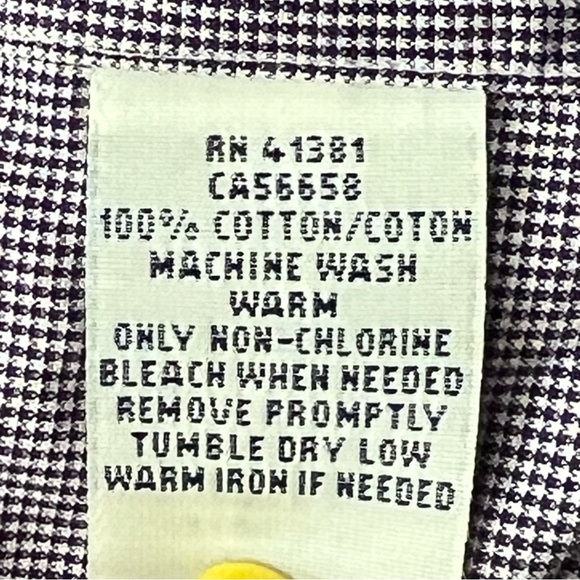 RN 41381
CA56658
100% COTTON/COTON
MACHINE WASH
WARM
ONLY NON-CHLORINE
BLEACH WHEN NEEDED
REMOVE PROMPTLY
TUMBLE DRY LOW
WARM IRON IF NEEDED